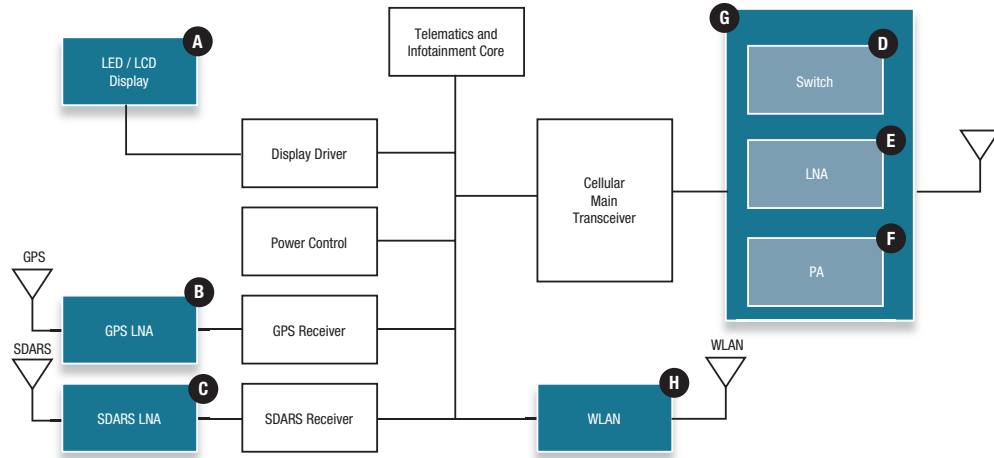 A
LED / LCD
Display
Telematics and
Infotainment Core
G
D
Switch
Display Driver
E
LNA
Cellular
Main
Transceiver
Power Control
F
PA
GPS
B
GPS LNA
GPS Receiver
SDARS
C
SDARS LNA
SDARS Receiver
H
WLAN
WLAN